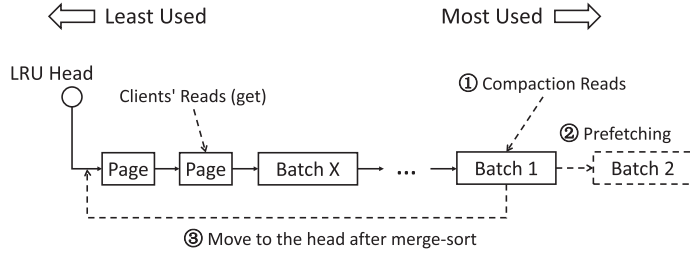 Least Used
Most Used
LRU Head
Clients' Reads (get)
① Compaction Reads
② Prefetching
Page
Page
Batch X
...
Batch 1
Batch 2
③ Move to the head after merge-sort